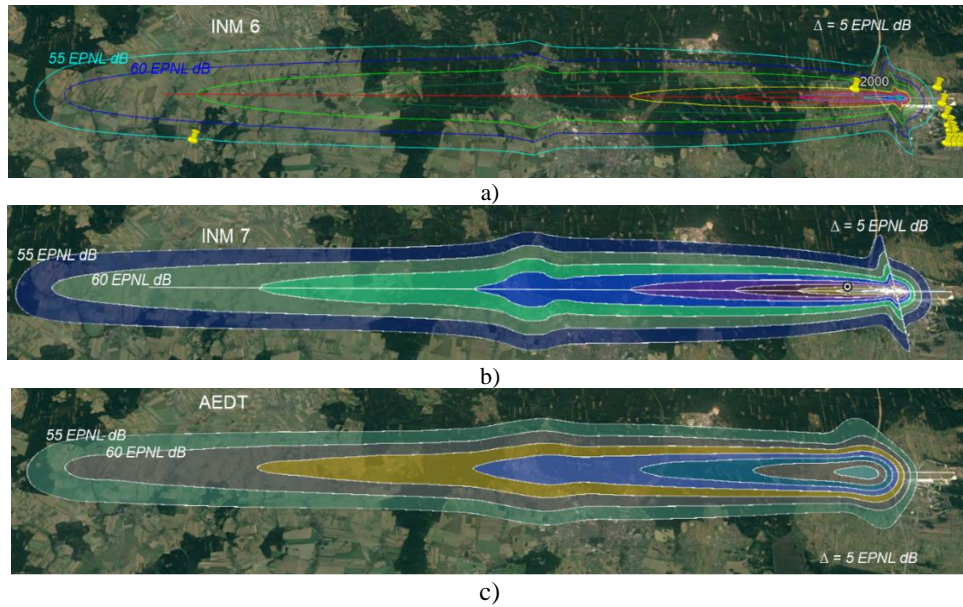 INM 6
Δ = 5 EPNL dB
55 EPNL dB
60 EPNL dB
2000
a)
INM 7
Δ = 5 EPNL dB
55 EPNL dB
60 EPNL dB
b)
AEDT
55 EPNL dB
60 EPNL dB
Δ = 5 EPNL dB
c)